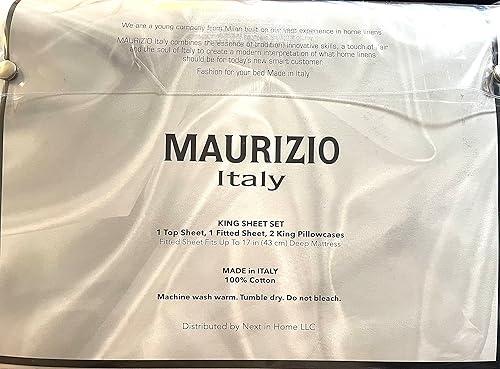 We are a young company from Milan built on our vast experience in home linens
MAURIZIO Italy combines the essence of tradition, innovative skills, a touch of air
and the soul of Italy to create a modern interpretation of what home linens
should be for today's new smart customer
Fashion for your bed Made in Italy
MAURIZIO
Italy
KING SHEET SET
1 Top Sheet, 1 Fitted Sheet, 2 King Pillowcases
Fitted Sheet Fits Up To 17 in (43 cm) Deep Mattress
MADE in ITALY
100% Cotton
Machine wash warm. Tumble dry. Do not bleach.
Distributed by Next in Home LLC